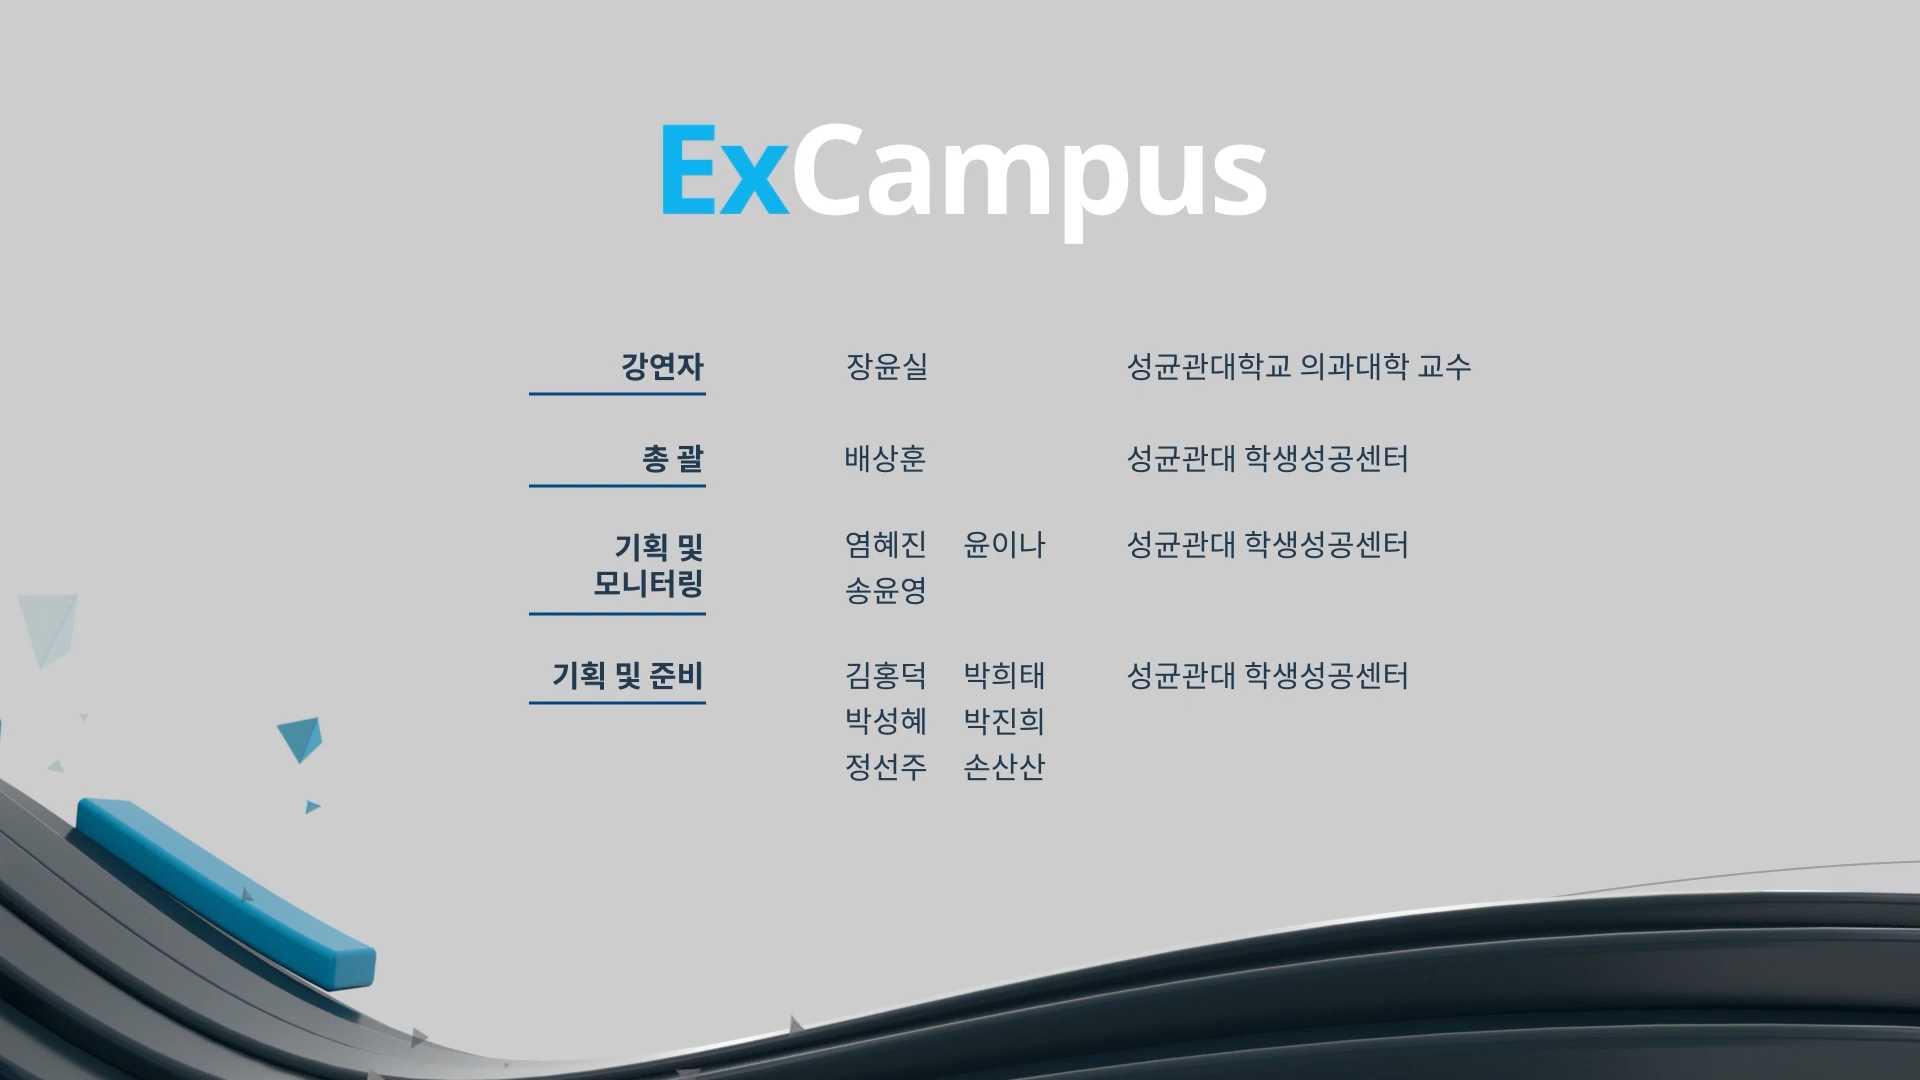 ExCampus
강연자 장윤실 성균관대학교 의과대학 교수
총 괄 배상훈 성균관대 학생성공센터
기획 및 모니터링 염혜진 윤이나 성균관대 학생성공센터
송윤영
기획 및 준비 김홍덕 박희태 성균관대 학생성공센터
박성혜 박진희
정선주 손산산